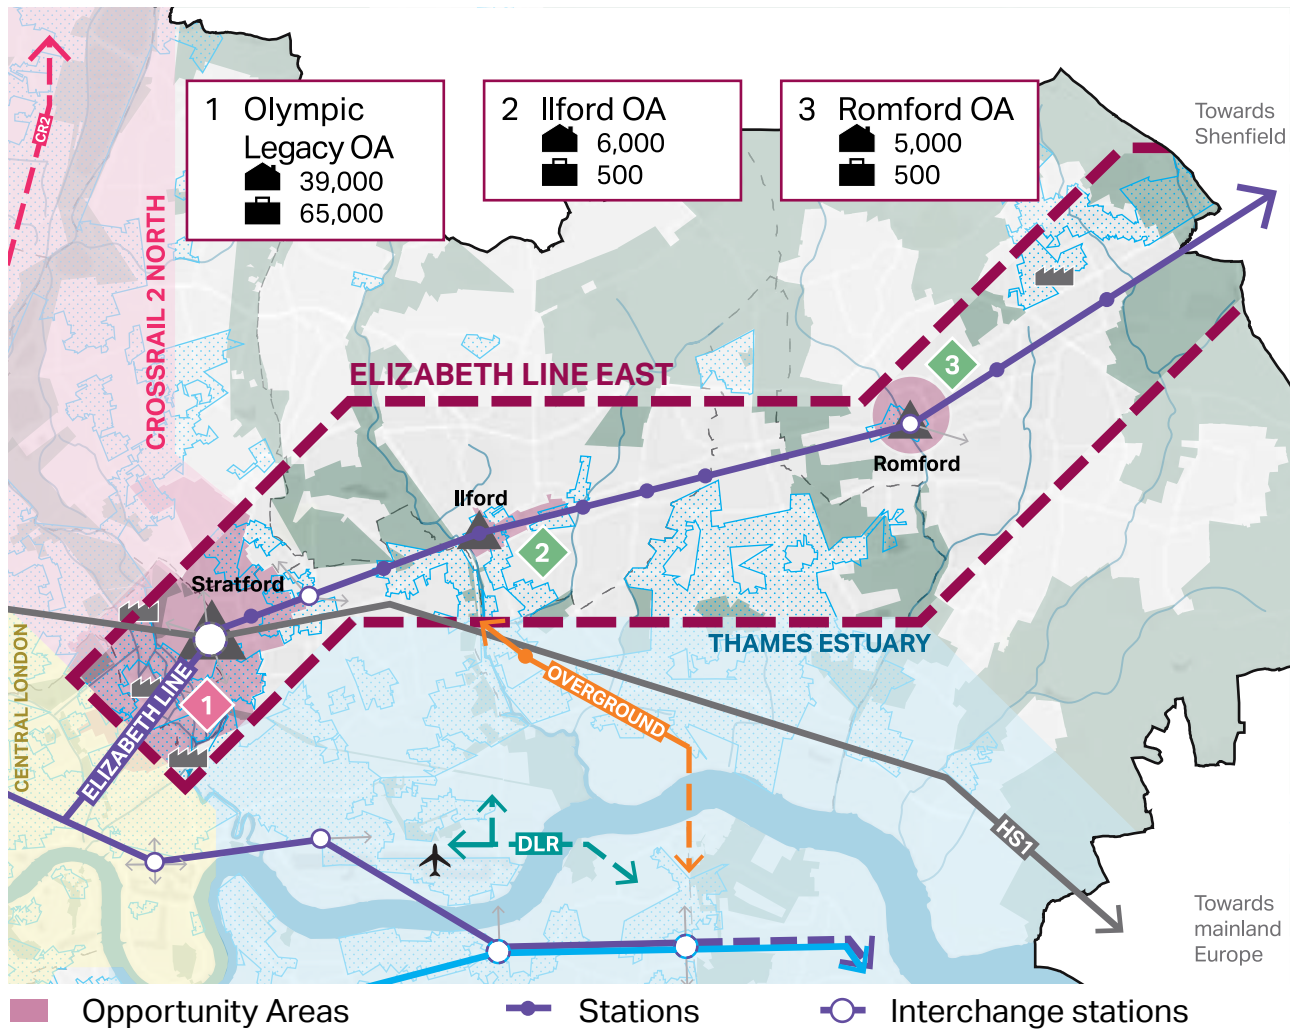 1 Olympic
Legacy OA
39,000
65,000
2 Ilford OA
6,000
500
3 Romford OA
5,000
500
Towards
Shenfield
CR2
CROSSRAIL 2 NORTH
ELIZABETH LINE EAST
3
Romford
Ilford
2
Stratford
THAMES ESTUARY
OVERGROUND
1
ELIZABETH LINE
CENTRAL LONDON
DLR
HS1
Towards
mainland
Europe
Opportunity Areas
Stations
Interchange stations